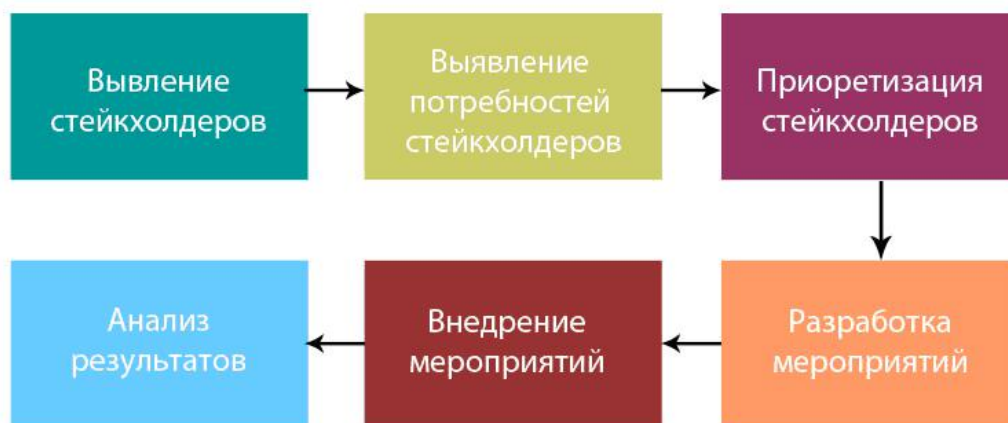 Вывление
стейкхолдеров
Выявление
потребностей
стейкхолдеров
Приоретизация
стейкхолдеров
Разработка
мероприятий
Внедрение
мероприятий
Анализ
результатов